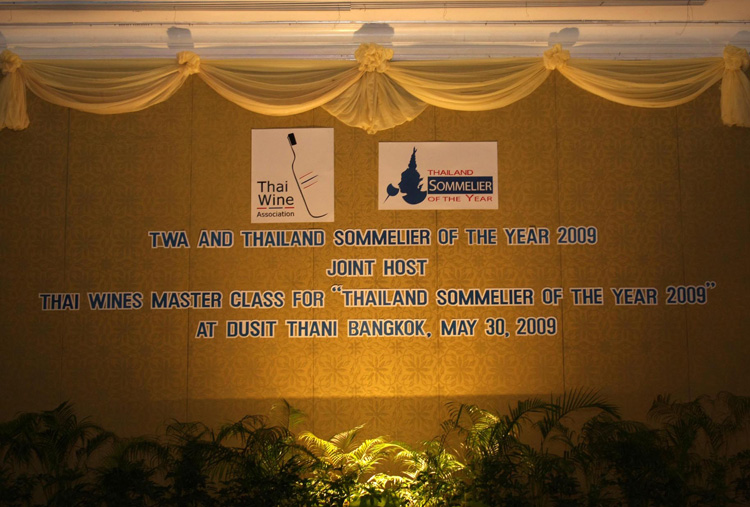 Thai
Wine
Association
THAILAND
SOMMELIER
OF THE YEAR
TWA AND THAILAND SOMMELIER OF THE YEAR 2009
JOINT HOST
THAI WINES MASTER CLASS FOR "THAILAND SOMMELIER OF THE YEAR 2009"
AT DUSIT THANI BANGKOK, MAY 30, 2009